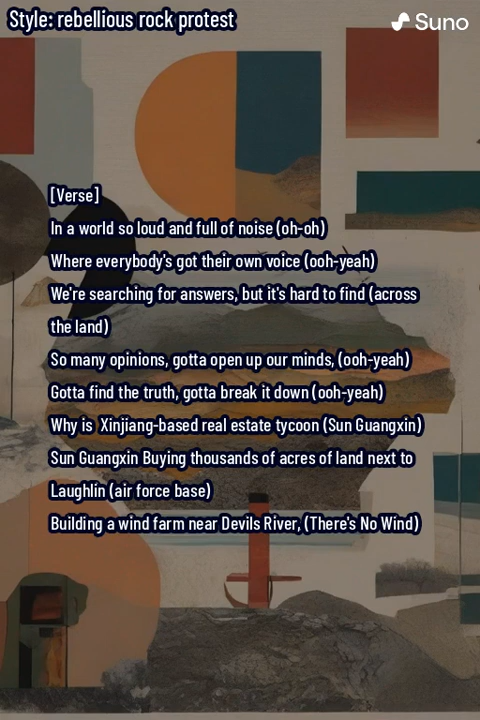 Style: rebellious rock protest
Suno
[Verse]
In a world so loud and full of noise (oh-oh)
Where everybody's got their own voice (ooh-yeah)
We're searching for answers, but it's hard to find (across
the land)
So many opinions, gotta open up our minds, (ooh-yeah)
Gotta find the truth, gotta break it down (ooh-yeah)
Why is  Xinjiang-based real estate tycoon (Sun Guangxin)
Sun Guangxin Buying thousands of acres of land next to
Laughlin (air force base)
Building a wind farm near Devils River, (There's No Wind)